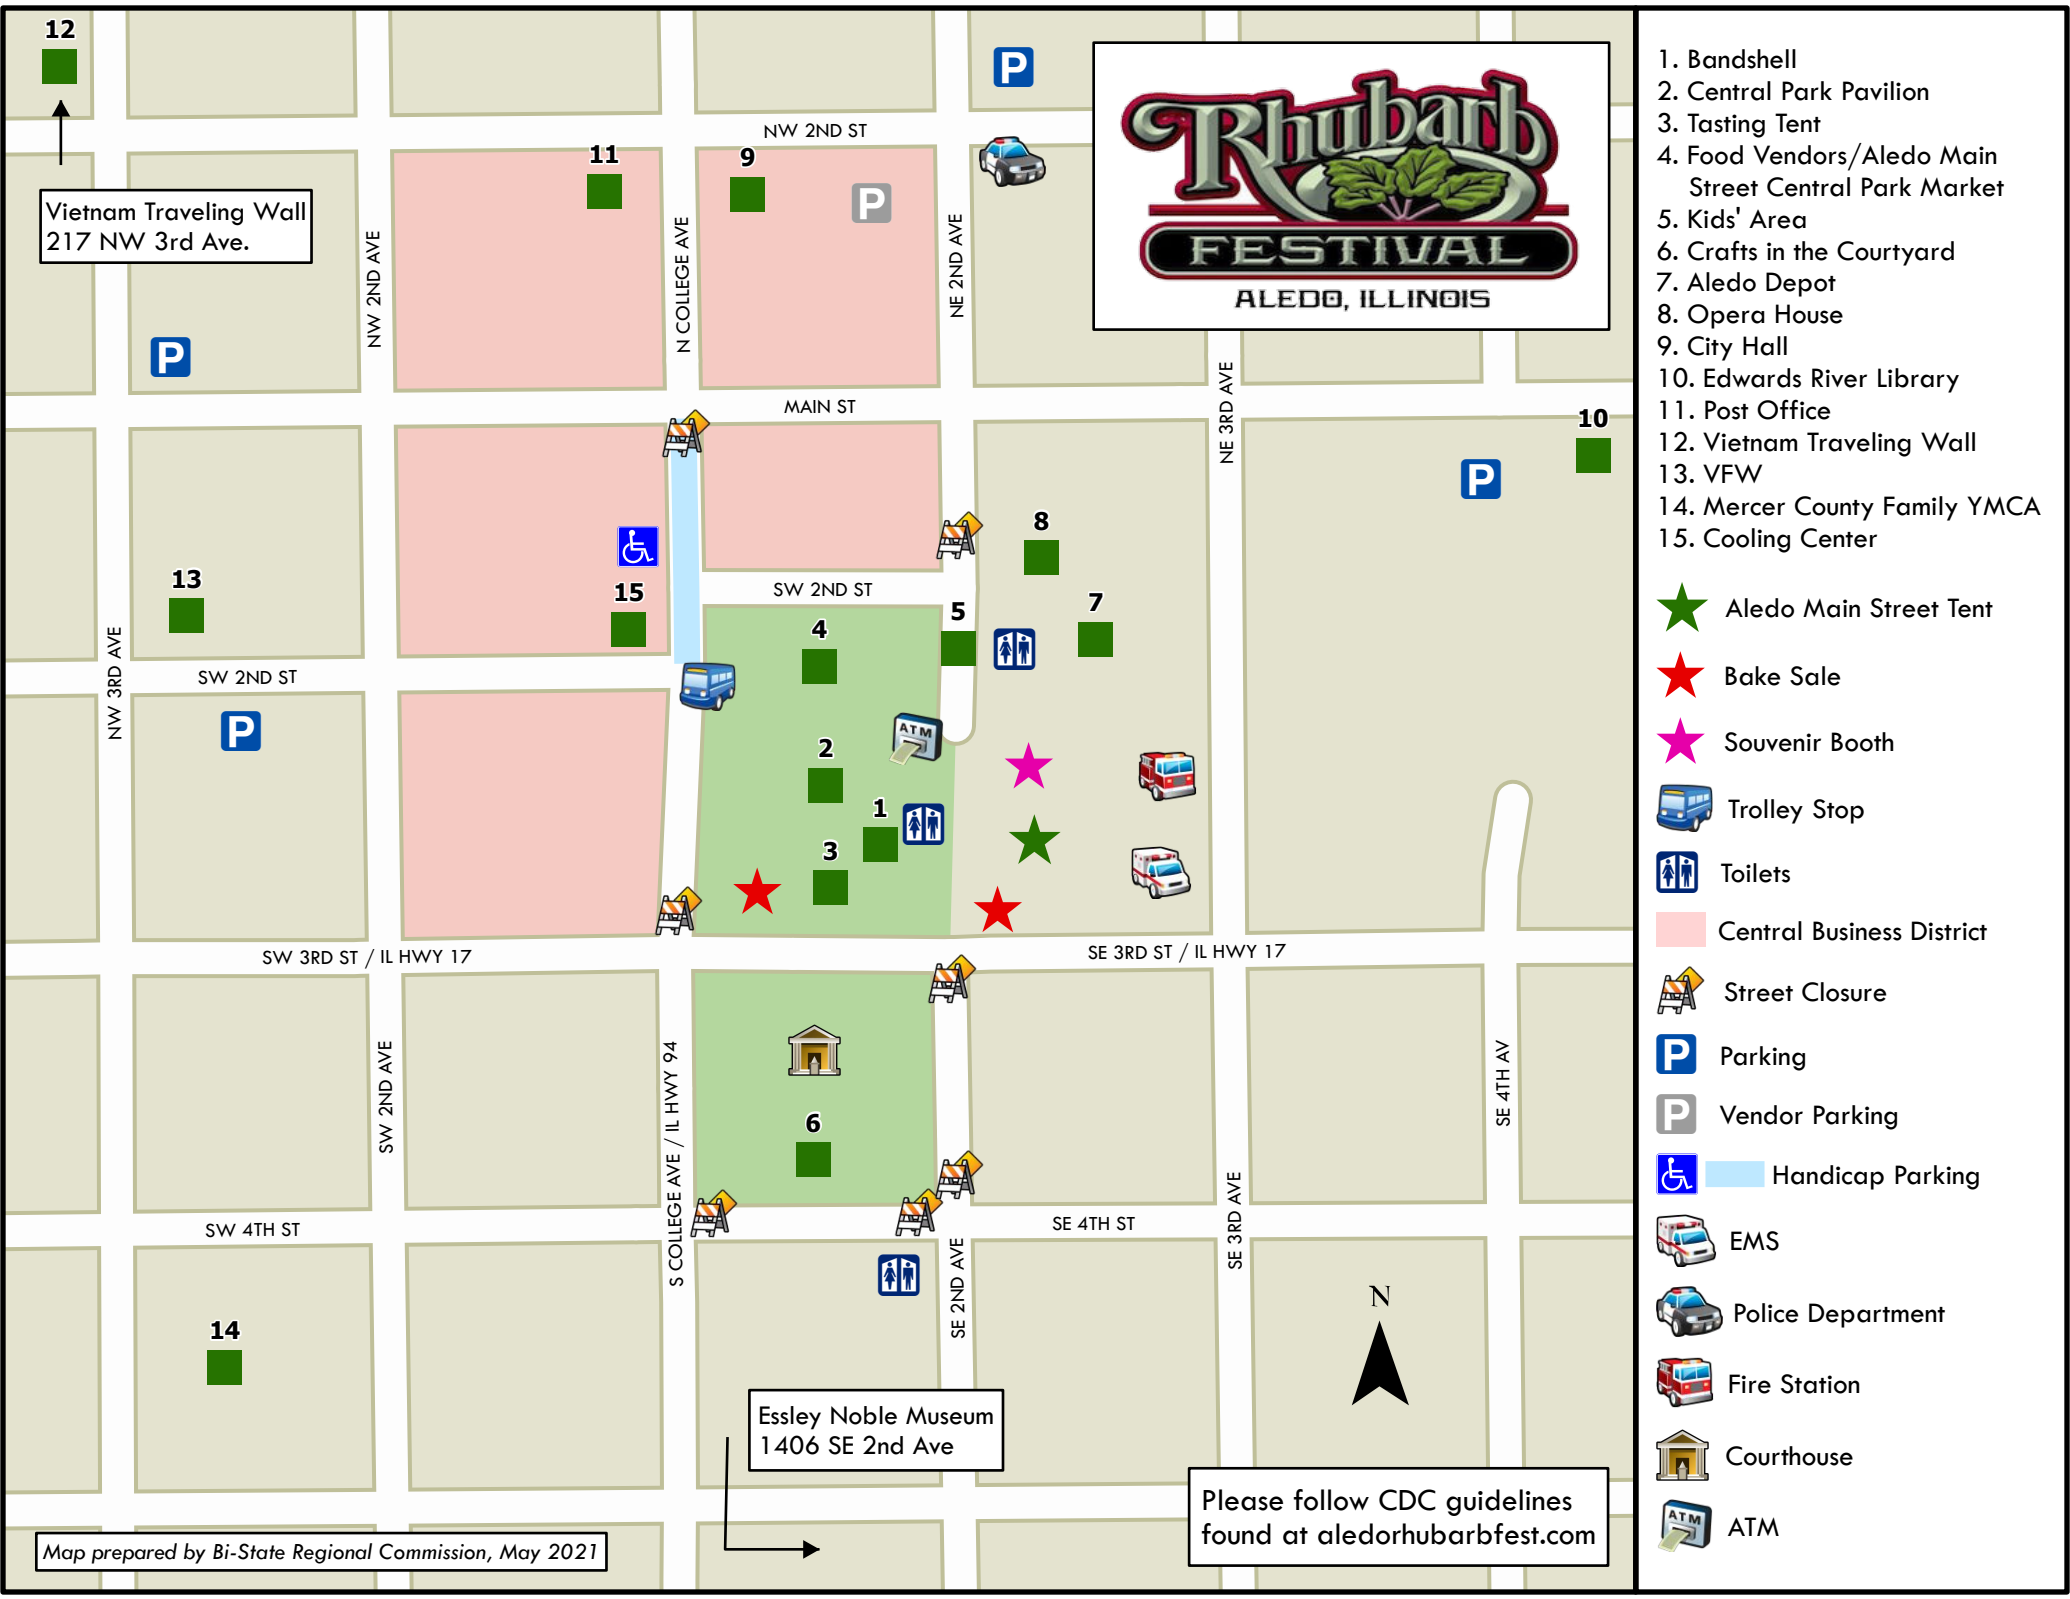 12
Vietnam Traveling Wall
217 NW 3rd Ave.
NW 2ND ST
11
9
P
P
Rhubarb
FESTIVAL
ALEDO, ILLINOIS
NW 2ND AVE
N COLLEGE AVE
NE 2ND AVE
P
MAIN ST
NE 3RD AVE
10
P
8
13
15
SW 2ND ST
5
7
4
NW 3RD AVE
SW 2ND ST
P
ATM
2
1
3
SW 3RD ST / IL HWY 17
SE 3RD ST / IL HWY 17
SW 2ND AVE
S COLLEGE AVE / IL HWY 94
6
SE 4TH AV
SW 4TH ST
SE 4TH ST
SE 3RD AVE
SE 2ND AVE
N
14
Essley Noble Museum
1406 SE 2nd Ave
Please follow CDC guidelines
found at aledorhubarbfest.com
Map prepared by Bi-State Regional Commission, May 2021
1. Bandshell
2. Central Park Pavilion
3. Tasting Tent
4. Food Vendors/Aledo Main
Street Central Park Market
5. Kids' Area
6. Crafts in the Courtyard
7. Aledo Depot
8. Opera House
9. City Hall
10. Edwards River Library
11. Post Office
12. Vietnam Traveling Wall
13. VFW
14. Mercer County Family YMCA
15. Cooling Center
Aledo Main Street Tent
Bake Sale
Souvenir Booth
Trolley Stop
Toilets
Central Business District
Street Closure
P Parking
P Vendor Parking
Handicap Parking
EMS
Police Department
Fire Station
Courthouse
ATM ATM